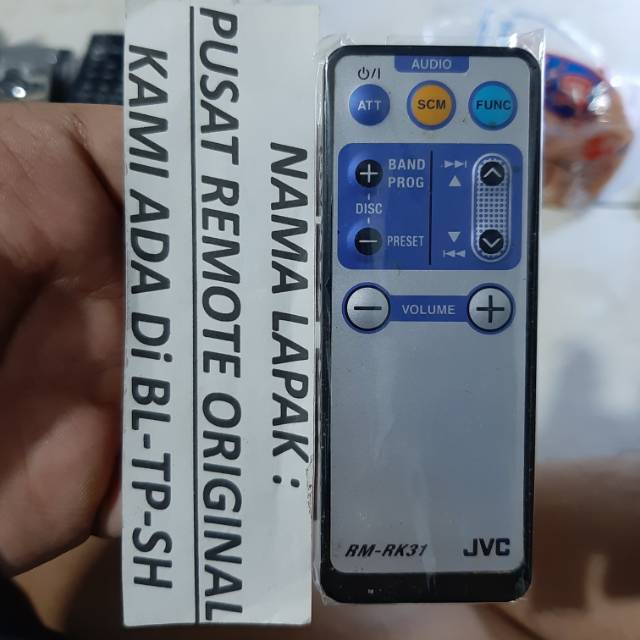 NAMA LAPAK :
PUSAT REMOTE ORIGINAL
KAMI ADA Di BL-TP-SH
AUDIO
⏻/I
ATT
SCM
FUNC
+
BAND
PROG
DISC
−
PRESET
−
VOLUME
+
RM-RK31
JVC